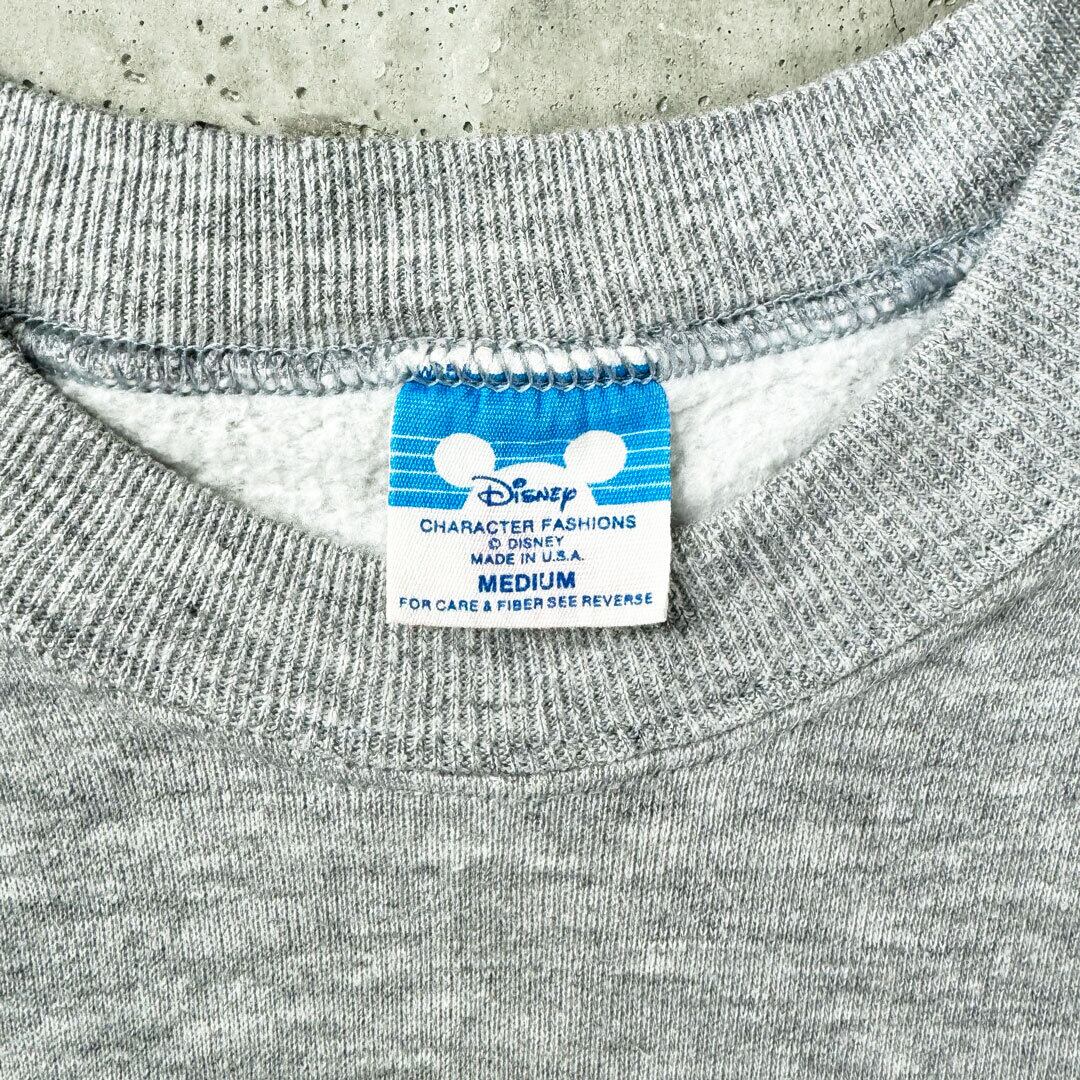 Disney
CHARACTER FASHIONS
© DISNEY
MADE IN U.S.A.
MEDIUM
FOR CARE & FIBER SEE REVERSE